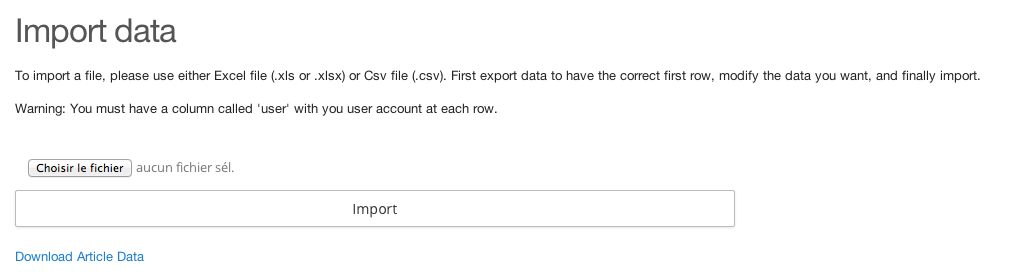 Import data
To import a file, please use either Excel file (.xls or .xlsx) or Csv file (.csv). First export data to have the correct first row, modify the data you want, and finally import.
Warning: You must have a column called 'user' with you user account at each row.
Choisir le fichier aucun fichier sél.
Import
Download Article Data